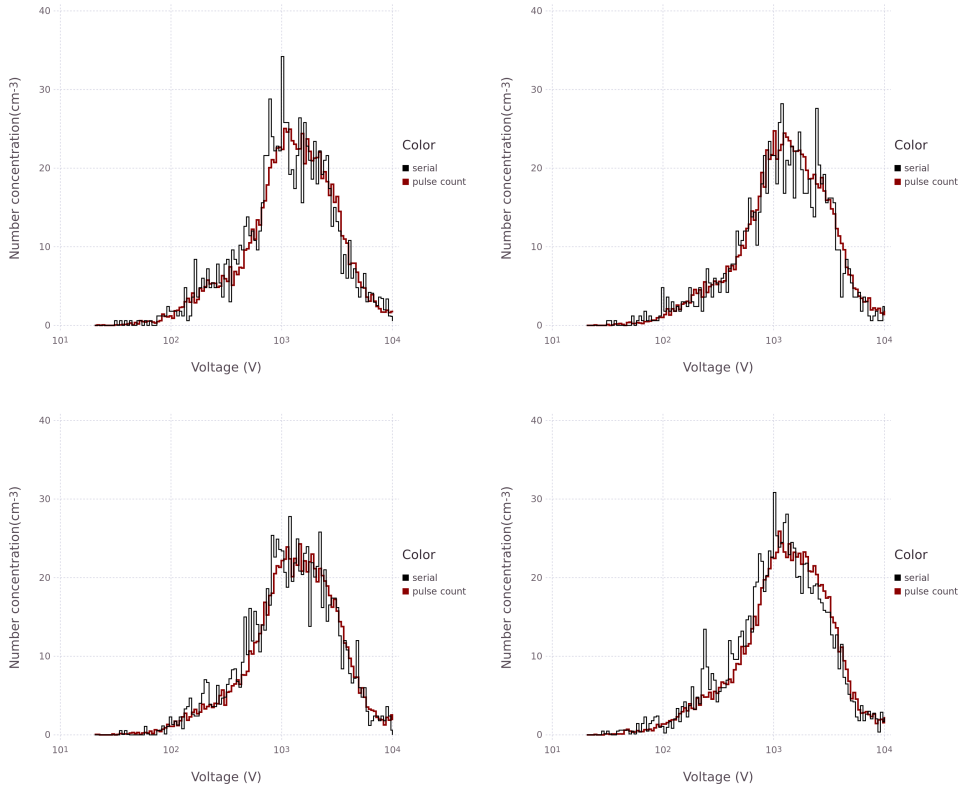 40
30
20
10
0
Number concentration(cm-3)
10¹ 10² 10³ 10⁴
Voltage (V)
Color
serial
pulse count
40
30
20
10
0
Number concentration(cm-3)
10¹ 10² 10³ 10⁴
Voltage (V)
Color
serial
pulse count
40
30
20
10
0
Number concentration(cm-3)
10¹ 10² 10³ 10⁴
Voltage (V)
Color
serial
pulse count
40
30
20
10
0
Number concentration(cm-3)
10¹ 10² 10³ 10⁴
Voltage (V)
Color
serial
pulse count